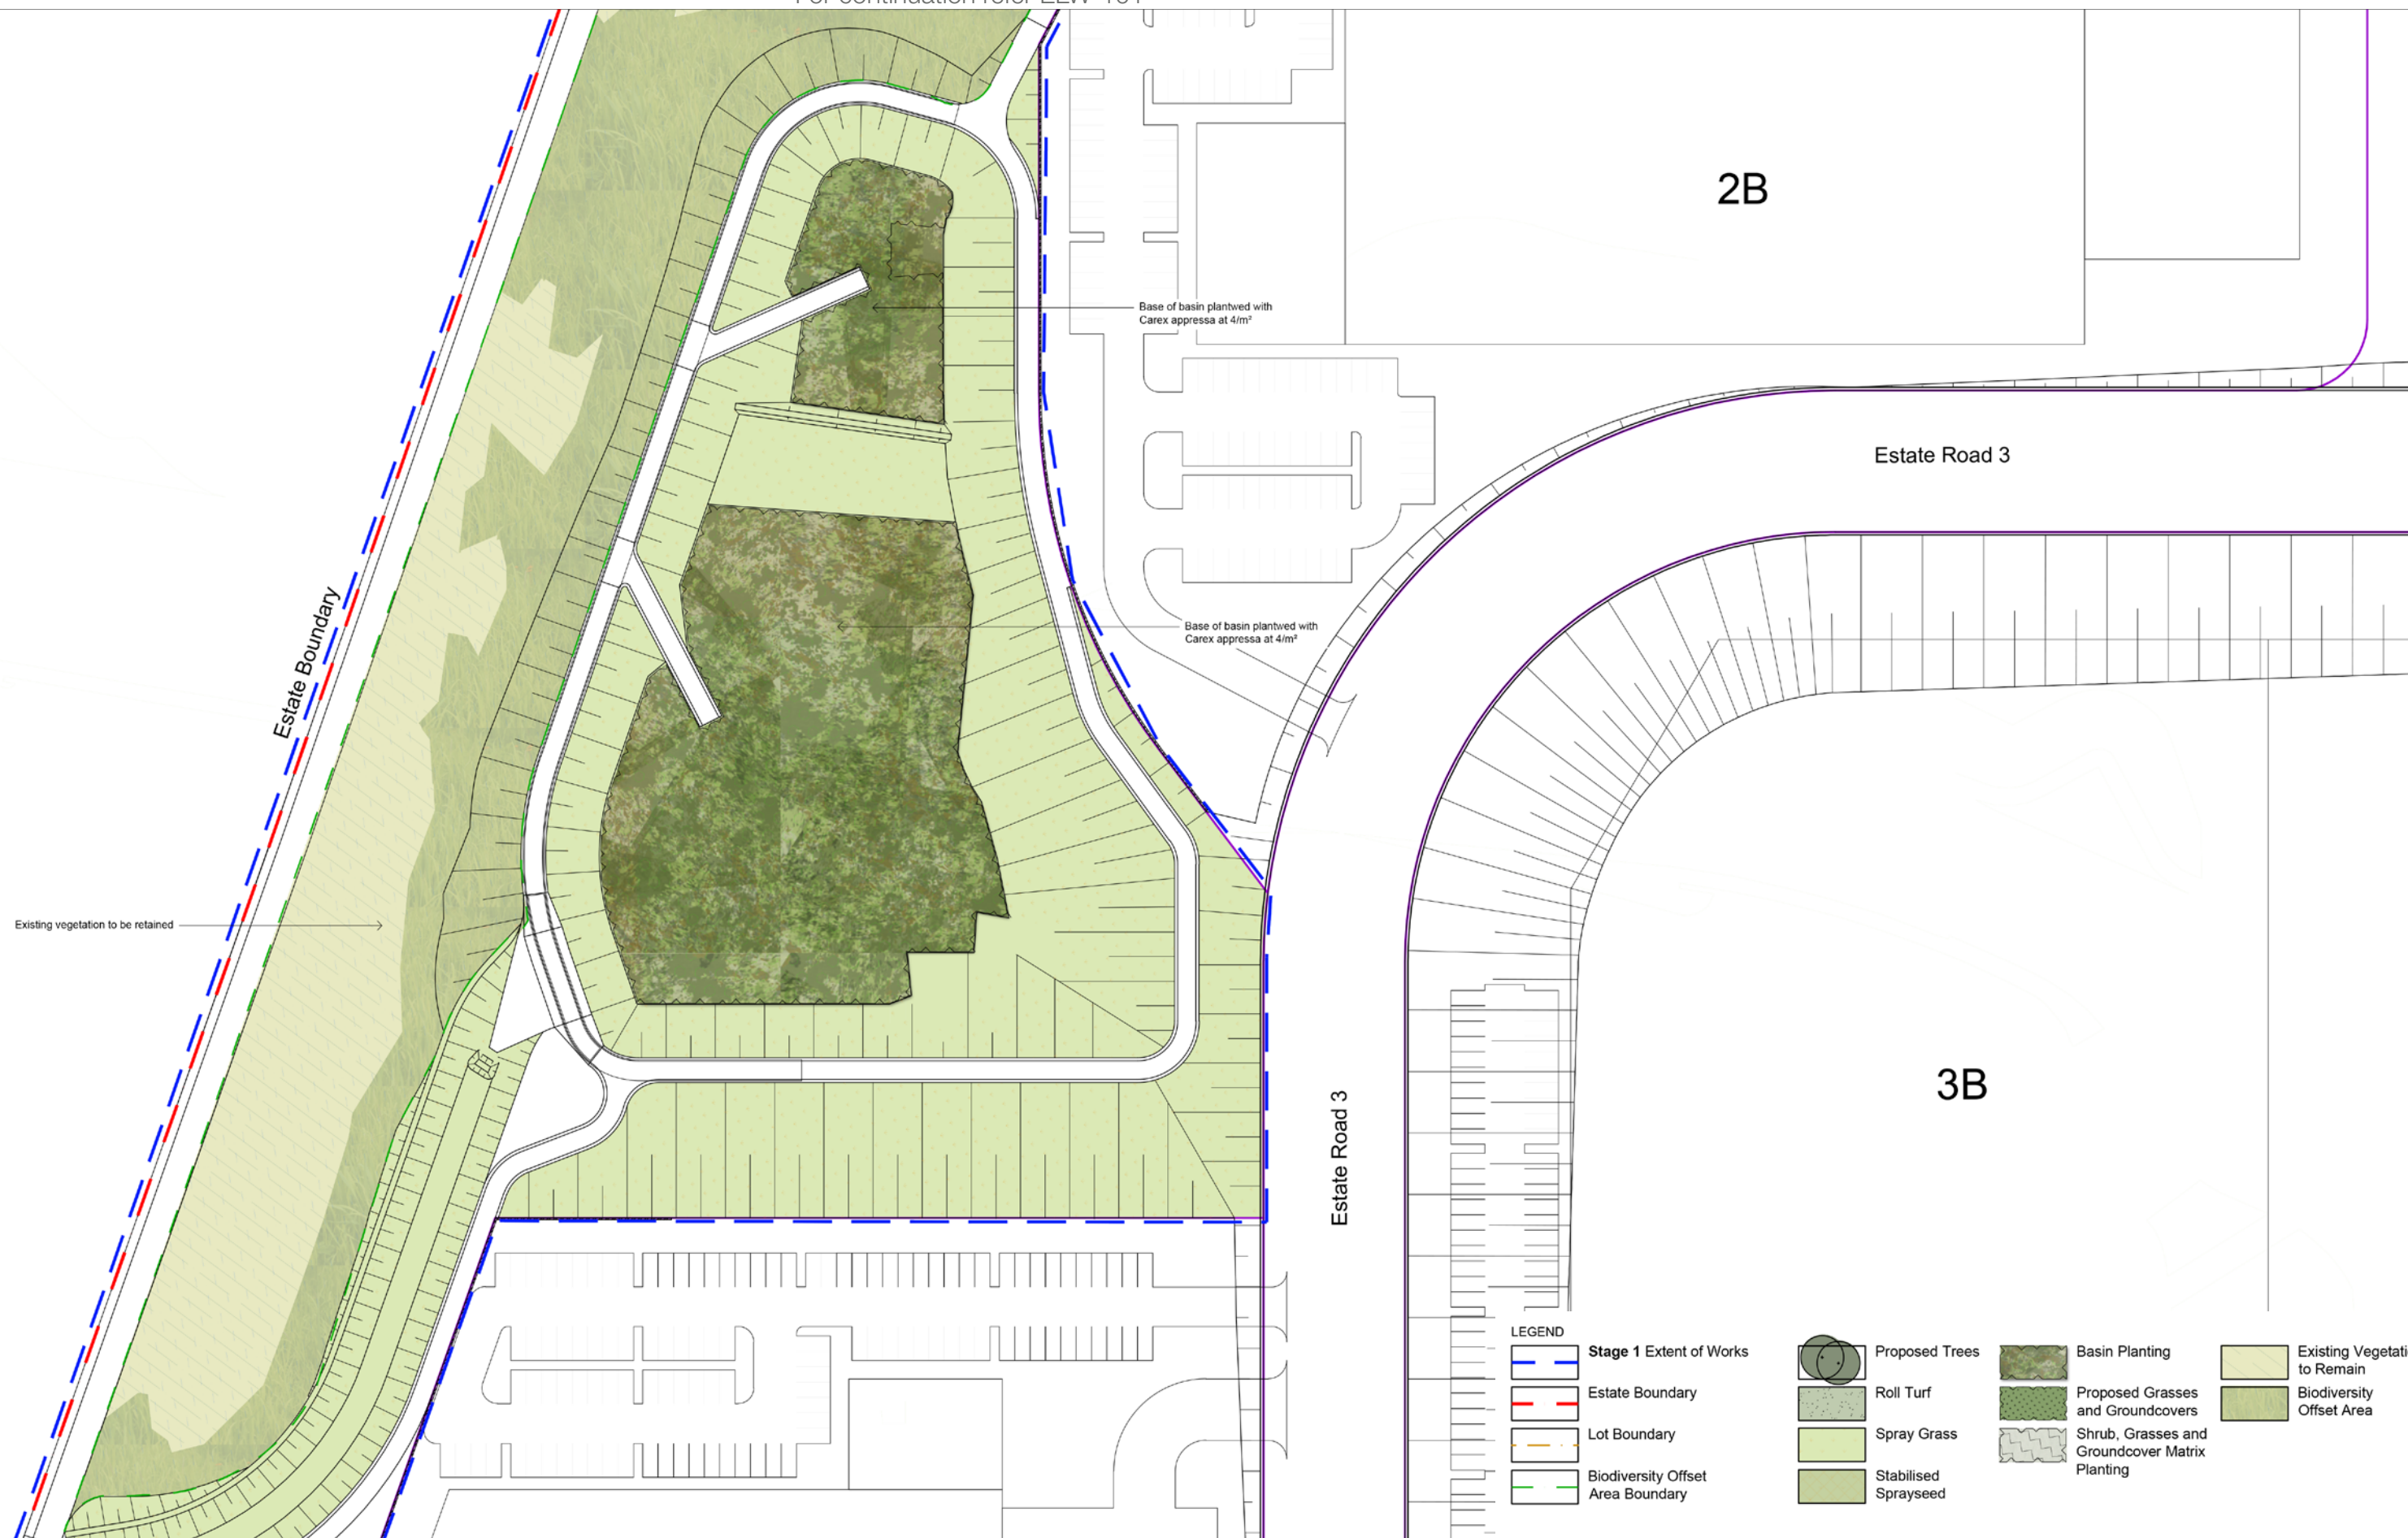 2B
Estate Road 3
Base of basin plantwed with
Carex appressa at 4/m²
Base of basin plantwed with
Carex appressa at 4/m²
Estate Boundary
Existing vegetation to be retained
3B
Estate Road 3
LEGEND
Stage 1 Extent of Works
Estate Boundary
Lot Boundary
Biodiversity Offset
Area Boundary
Proposed Trees
Roll Turf
Spray Grass
Stabilised
Sprayseed
Basin Planting
Proposed Grasses
and Groundcovers
Shrub, Grasses and
Groundcover Matrix
Planting
Existing Vegetati
to Remain
Biodiversity
Offset Area